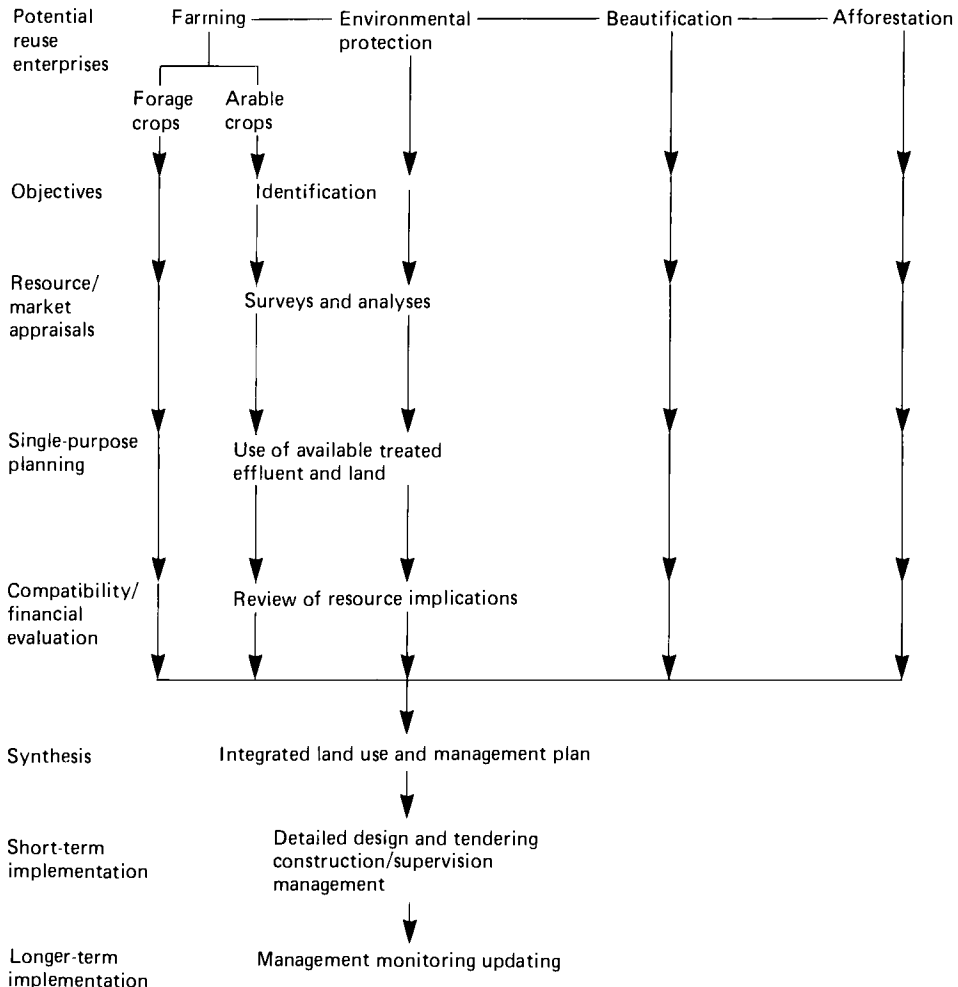 Potential
reuse
enterprises
Farming
Environmental
protection
Beautification
Afforestation
Forage
crops
Arable
crops
Objectives
Identification
Resource/
market
appraisals
Surveys and analyses
Single-purpose
planning
Use of available treated
effluent and land
Compatibility/
financial
evaluation
Review of resource implications
Synthesis
Integrated land use and management plan
Short-term
implementation
Detailed design and tendering
construction/supervision
management
Longer-term
implementation
Management monitoring updating